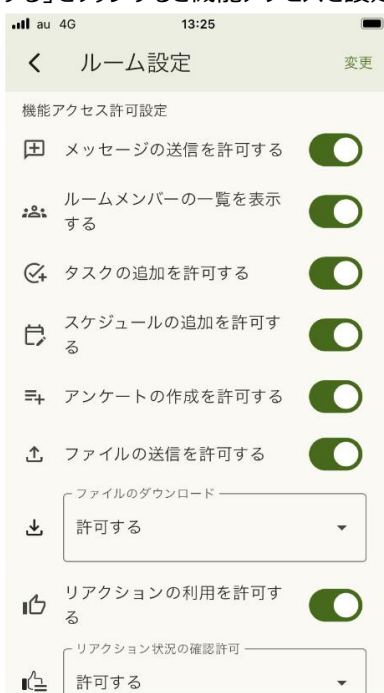 au 4G 13:25
ルーム設定 変更
機能アクセス許可設定
メッセージの送信を許可する
ルームメンバーの一覧を表示
する
タスクの追加を許可する
スケジュールの追加を許可す
る
アンケートの作成を許可する
ファイルの送信を許可する
ファイルのダウンロード
許可する
リアクションの利用を許可す
る
リアクション状況の確認許可
許可する